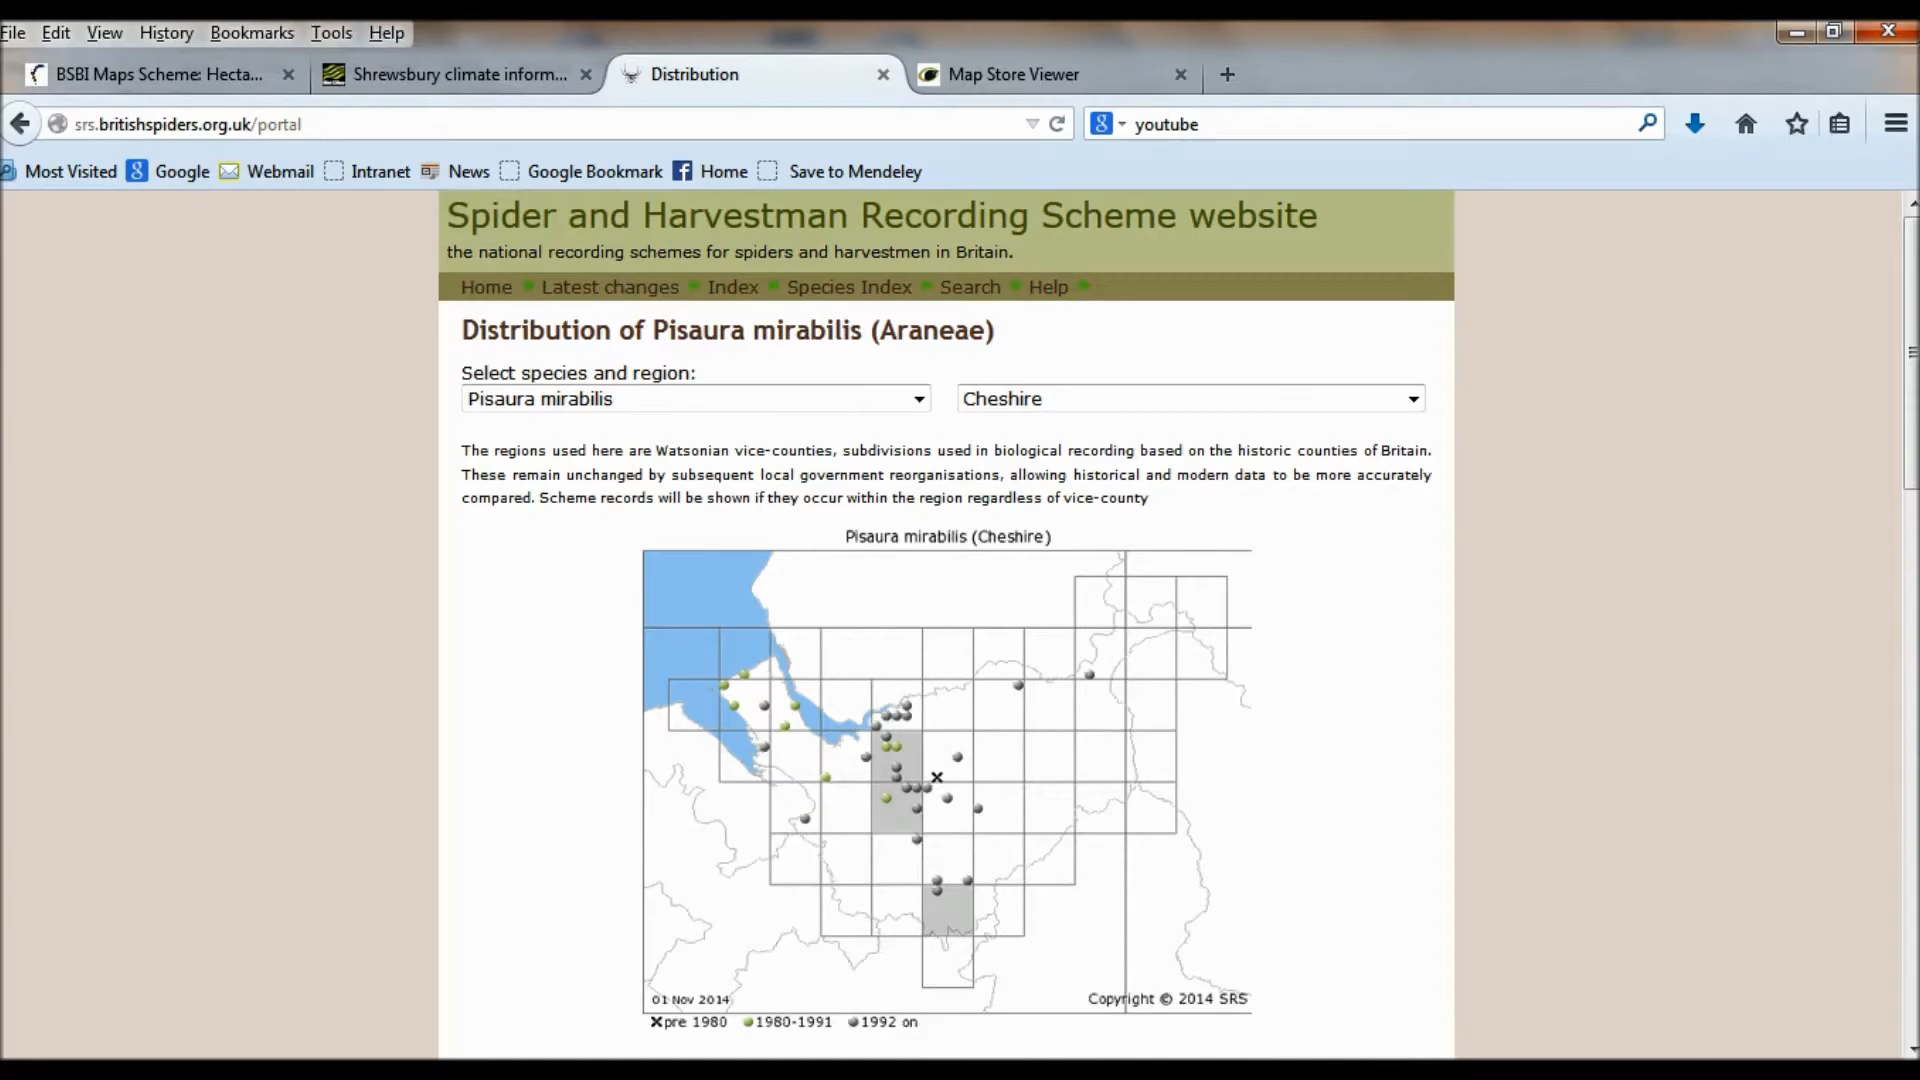 File Edit View History Bookmarks Tools Help
BSBI Maps Scheme: Hecta... Shrewsbury climate inform... Distribution Map Store Viewer
srs.britishspiders.org.uk/portal youtube
Most Visited Google Webmail Intranet News Google Bookmark Home Save to Mendeley
Spider and Harvestman Recording Scheme website
the national recording schemes for spiders and harvestmen in Britain.
Home Latest changes Index Species Index Search Help
Distribution of Pisaura mirabilis (Araneae)
Select species and region:
Pisaura mirabilis Cheshire
The regions used here are Watsonian vice-counties, subdivisions used in biological recording based on the historic counties of Britain.
These remain unchanged by subsequent local government reorganisations, allowing historical and modern data to be more accurately
compared. Scheme records will be shown if they occur within the region regardless of vice-county
Pisaura mirabilis (Cheshire)
01 Nov 2014 Copyright © 2014 SRS
pre 1980 1980-1991 1992 on